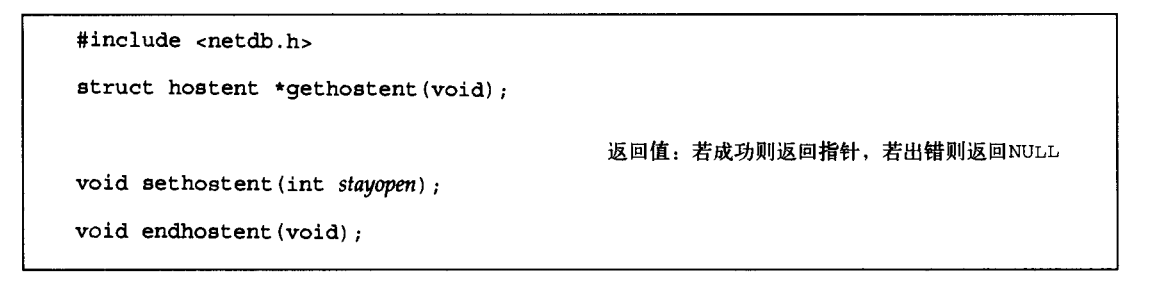 #include <netdb.h>
struct hostent *gethostent(void);
返回值：若成功则返回指针，若出错则返回NULL
void sethostent(int stayopen);
void endhostent(void);